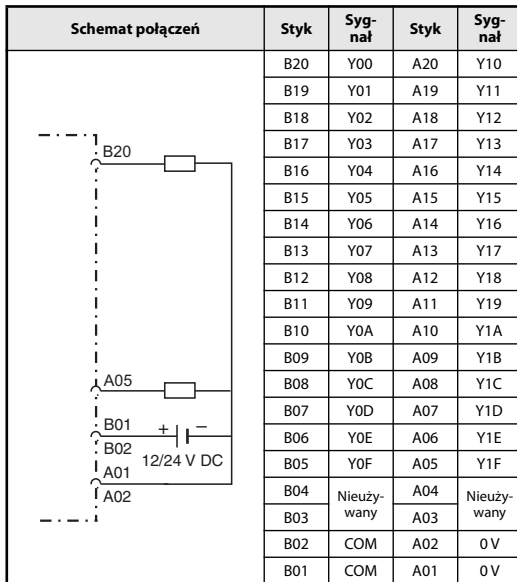 Schemat połączeń Styk Syg-nał Styk Syg-nał
B20 Y00 A20 Y10
B19 Y01 A19 Y11
B18 Y02 A18 Y12
B17 Y03 A17 Y13
B16 Y04 A16 Y14
B15 Y05 A15 Y15
B14 Y06 A14 Y16
B13 Y07 A13 Y17
B12 Y08 A12 Y18
B11 Y09 A11 Y19
B10 Y0A A10 Y1A
B09 Y0B A09 Y1B
B08 Y0C A08 Y1C
B07 Y0D A07 Y1D
B06 Y0E A06 Y1E
B05 Y0F A05 Y1F
B04 Nieuży-wany A04 Nieuży-wany
B03 A03
B02 COM A02 0 V
B01 COM A01 0 V
B20
A05
B01 + −
B02
12/24 V DC
A01
A02